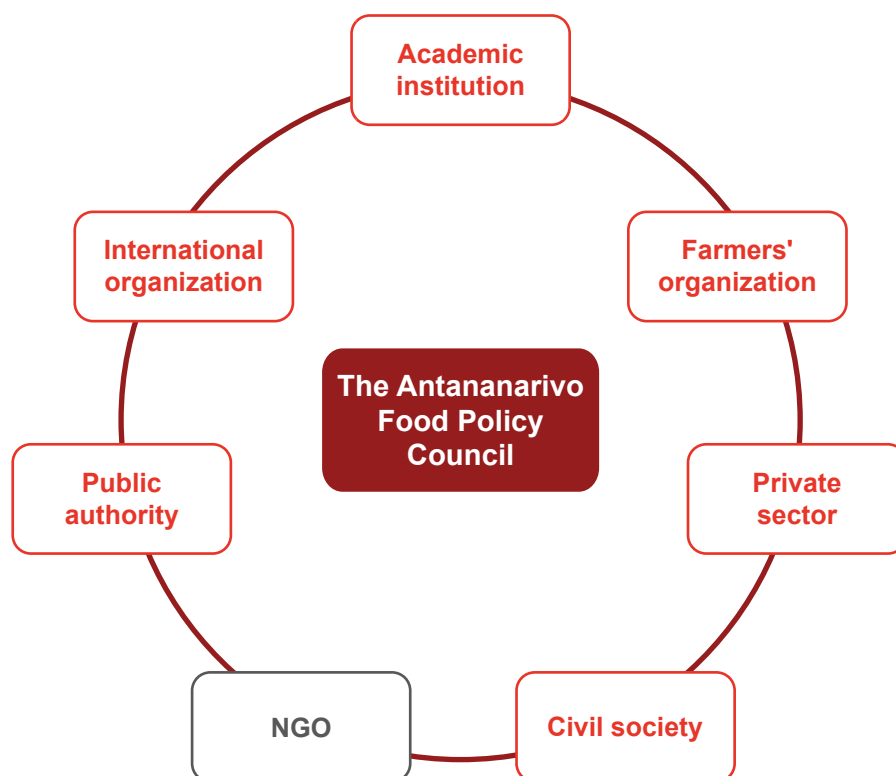 Academic
institution
International
organization
Farmers'
organization
The Antananarivo
Food Policy
Council
Public
authority
Private
sector
NGO
Civil society